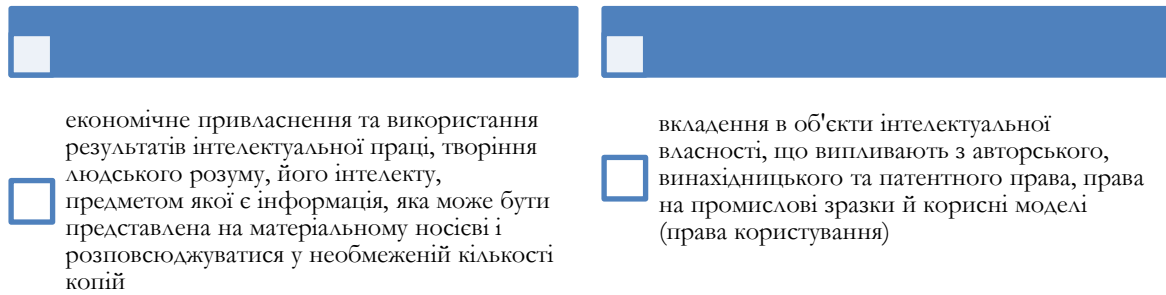 економічне привласнення та використання
результатів інтелектуальної праці, творіння
людського розуму, його інтелекту,
предметом якої є інформація, яка може бути
представлена на матеріальному носієві і
розповсюджуватися у необмеженій кількості
копій
вкладення в об'єкти інтелектуальної
власності, що випливають з авторського,
винахідницького та патентного права, права
на промислові зразки й корисні моделі
(права користування)